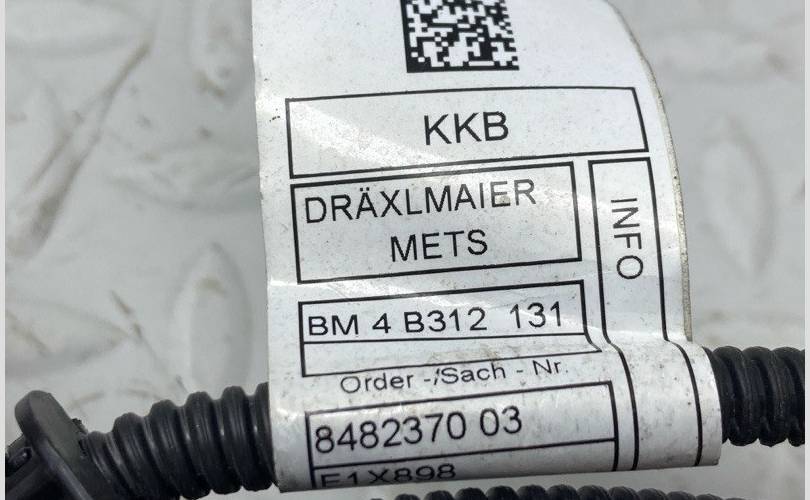 KKB
DRÄXLMAIER
METS
INFO
BM 4 B312 131
Order -/Sach - Nr.
8482370 03
E1X898